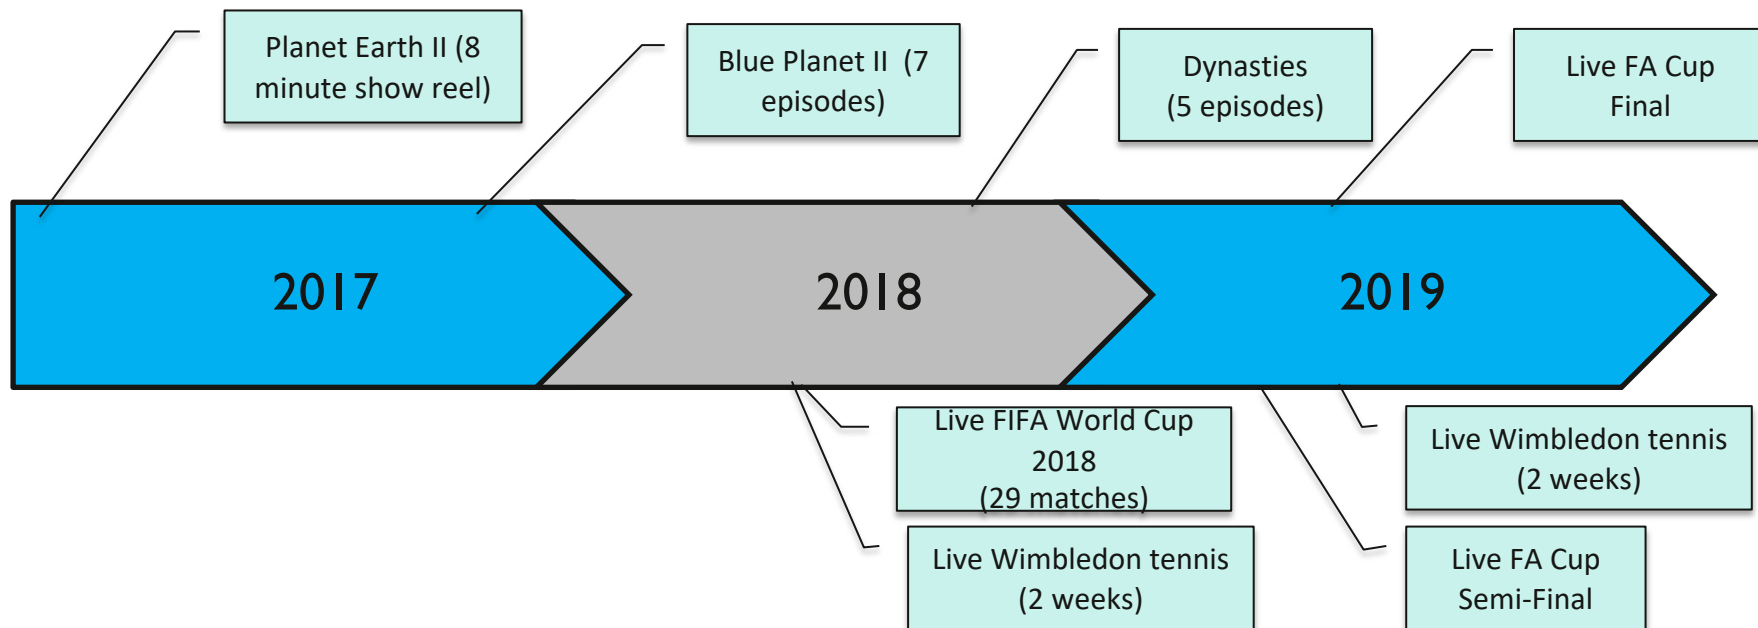 Planet Earth II (8
minute show reel)
Blue Planet II  (7
episodes)
Dynasties
(5 episodes)
Live FA Cup
Final
2017
2018
2019
Live FIFA World Cup
2018
(29 matches)
Live Wimbledon tennis
(2 weeks)
Live Wimbledon tennis
(2 weeks)
Live FA Cup
Semi-Final